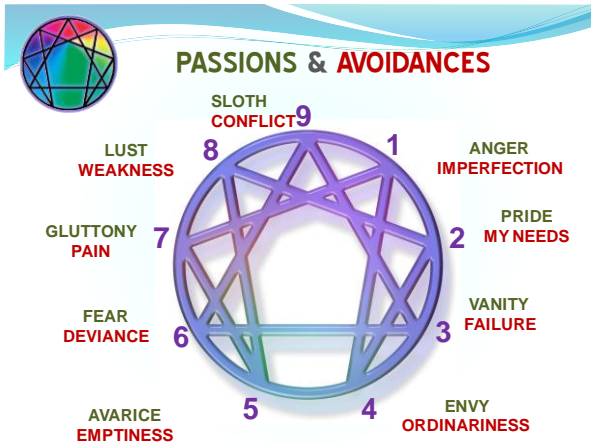 PASSIONS & AVOIDANCES
SLOTH
CONFLICT
9
8
1
LUST
WEAKNESS
ANGER
IMPERFECTION
GLUTTONY
PAIN
7
2
PRIDE
MY NEEDS
FEAR
DEVIANCE
6
3
VANITY
FAILURE
AVARICE
EMPTINESS
5
4
ENVY
ORDINARINESS